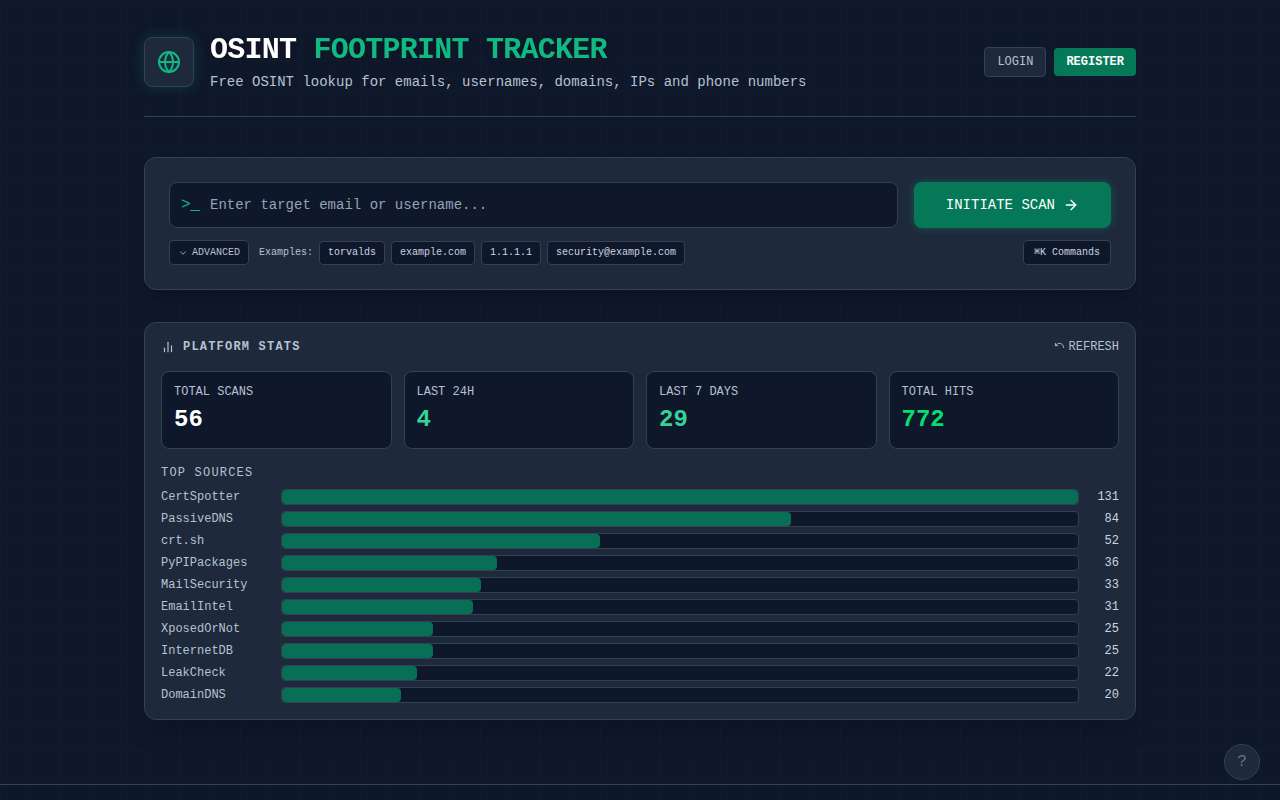 OSINT FOOTPRINT TRACKER
Free OSINT lookup for emails, usernames, domains, IPs and phone numbers
LOGIN
REGISTER
>_ Enter target email or username...
INITIATE SCAN →
ADVANCED
Examples:
torvalds
example.com
1.1.1.1
security@example.com
⌘K Commands
PLATFORM STATS
REFRESH
TOTAL SCANS
56
LAST 24H
4
LAST 7 DAYS
29
TOTAL HITS
772
TOP SOURCES
CertSpotter 131
PassiveDNS 84
crt.sh 52
PyPIPackages 36
MailSecurity 33
EmailIntel 31
XposedOrNot 25
InternetDB 25
LeakCheck 22
DomainDNS 20
?